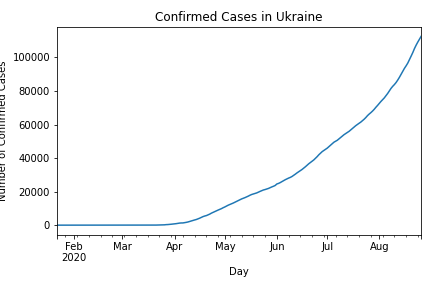 Confirmed Cases in Ukraine
Number of Confirmed Cases
100000
80000
60000
40000
20000
0
Feb Mar Apr May Jun Jul Aug
2020
Day